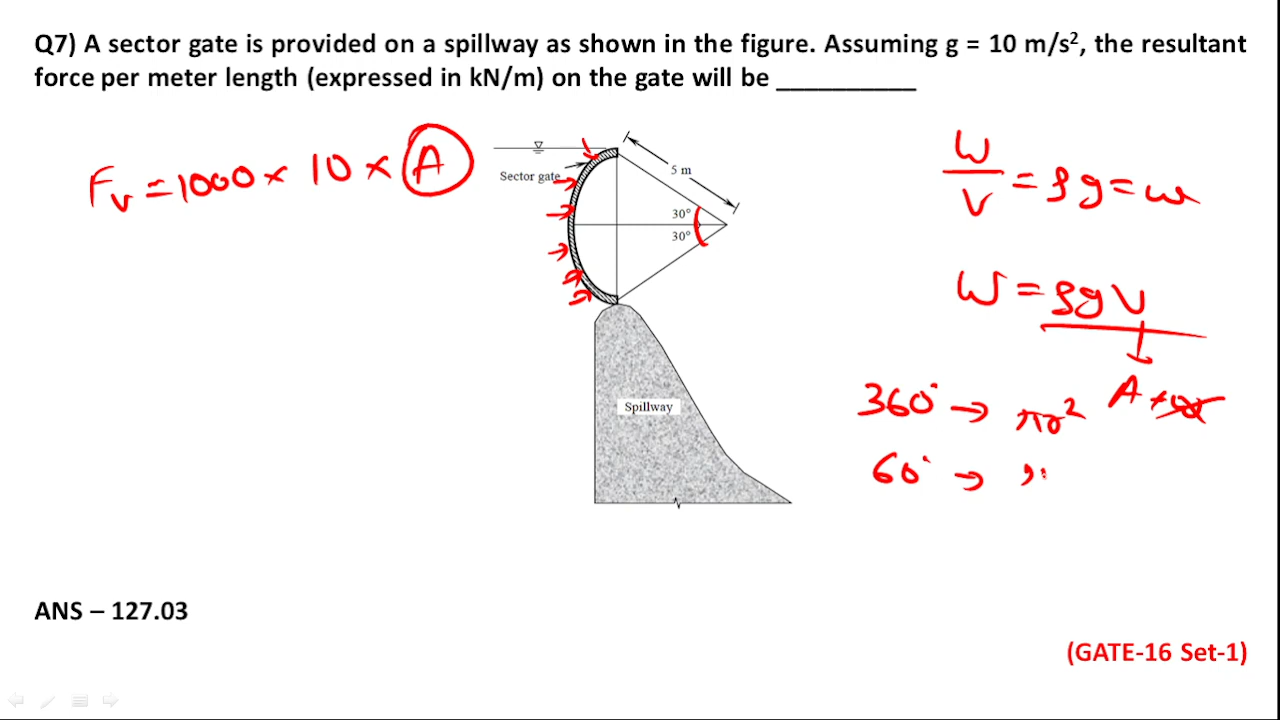 Q7) A sector gate is provided on a spillway as shown in the figure. Assuming g = 10 m/s², the resultant
force per meter length (expressed in kN/m) on the gate will be __________
Fv = 1000 × 10 × A
Sector gate
5 m
30°
30°
Spillway
W/V = ρg = w
W = ρgV
A ×
360° → πr²
60° →
ANS – 127.03
(GATE-16 Set-1)